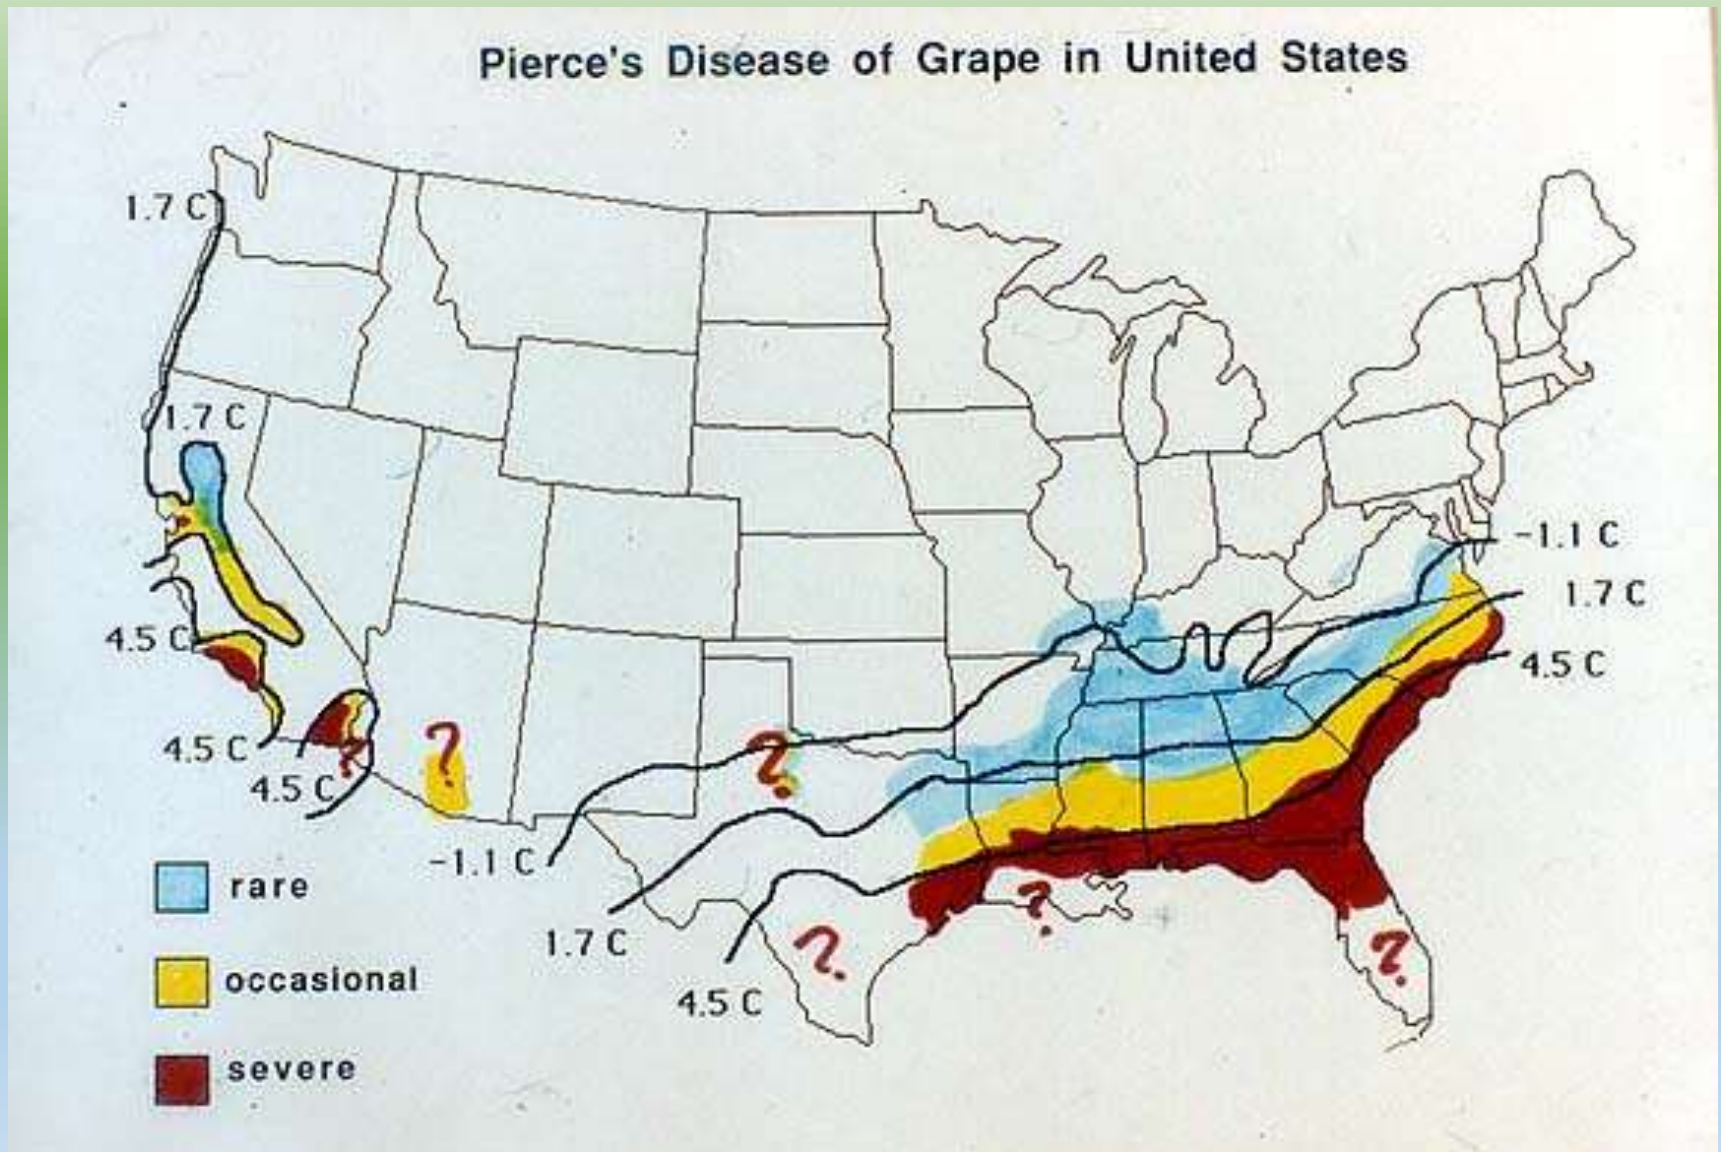 Pierce's Disease of Grape in United States
1.7 C
1.7 C
-1.1 C
1.7 C
4.5 C
4.5 C
4.5 C
?
?
4.5 C
?
-1.1 C
rare
?
1.7 C
?
?
occasional
4.5 C
severe